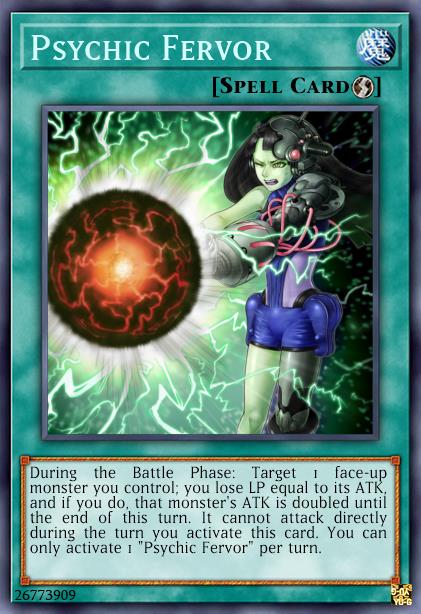 PSYCHIC FERVOR
魔
[SPELL CARD]
During the Battle Phase: Target 1 face-up
monster you control; you lose LP equal to its ATK,
and if you do, that monster's ATK is doubled until
the end of this turn. It cannot attack directly
during the turn you activate this card. You can
only activate 1 "Psychic Fervor" per turn.
26773909